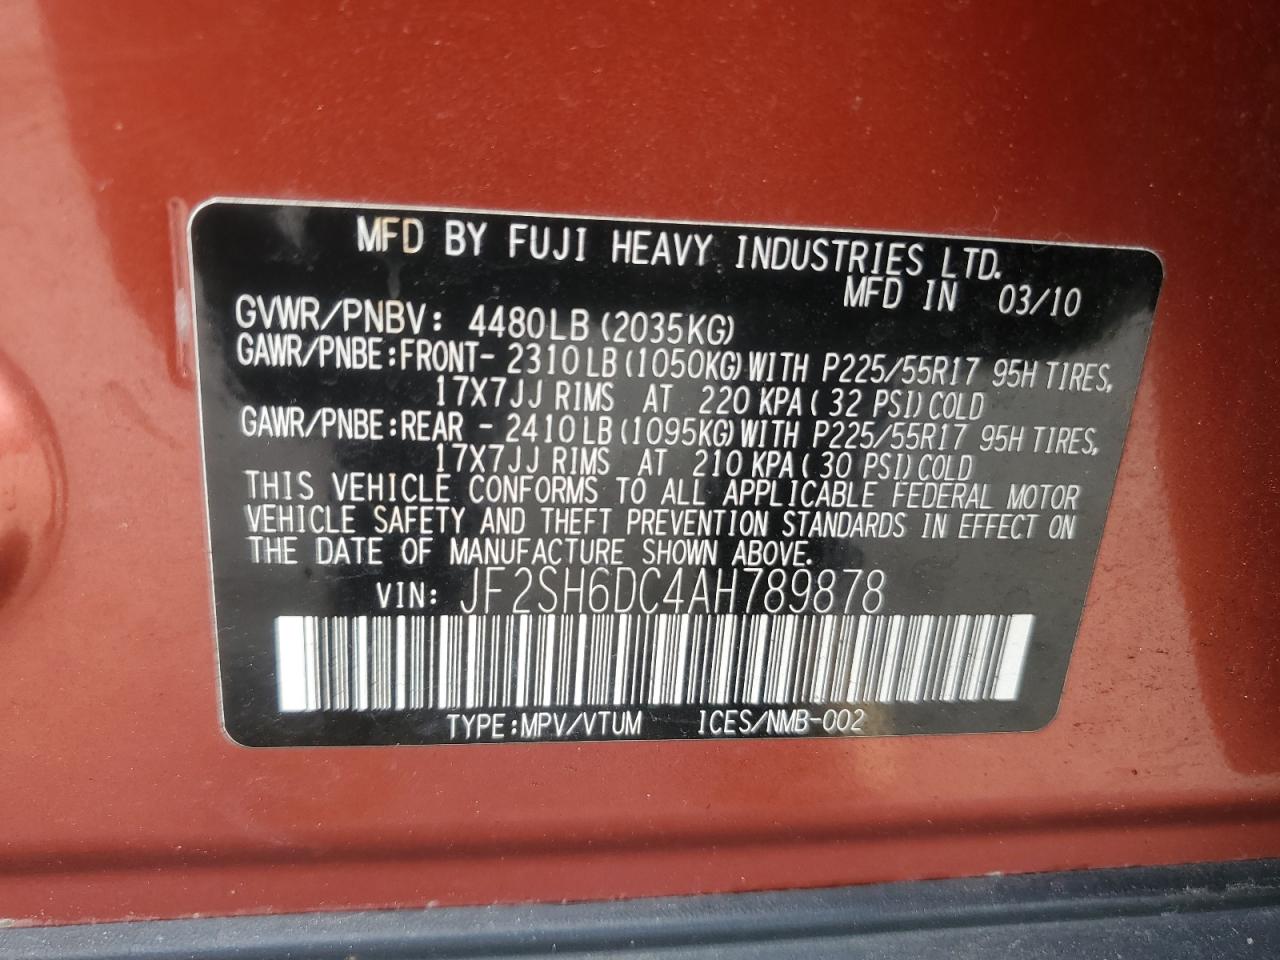 MFD BY FUJI HEAVY INDUSTRIES LTD.
MFD IN 03/10
GVWR/PNBV: 4480LB (2035KG)
GAWR/PNBE:FRONT- 2310LB (1050KG) WITH P225/55R17 95H TIRES,
17X7JJ RIMS AT 220 KPA ( 32 PSI) COLD
GAWR/PNBE:REAR - 2410LB (1095KG) WITH P225/55R17 95H TIRES,
17X7JJ RIMS AT 210 KPA ( 30 PSI) COLD
THIS VEHICLE CONFORMS TO ALL APPLICABLE FEDERAL MOTOR
VEHICLE SAFETY AND THEFT PREVENTION STANDARDS IN EFFECT ON
THE DATE OF MANUFACTURE SHOWN ABOVE.
VIN: JF2SH6DC4AH789878
TYPE:MPV/VTUM ICES/NMB-002